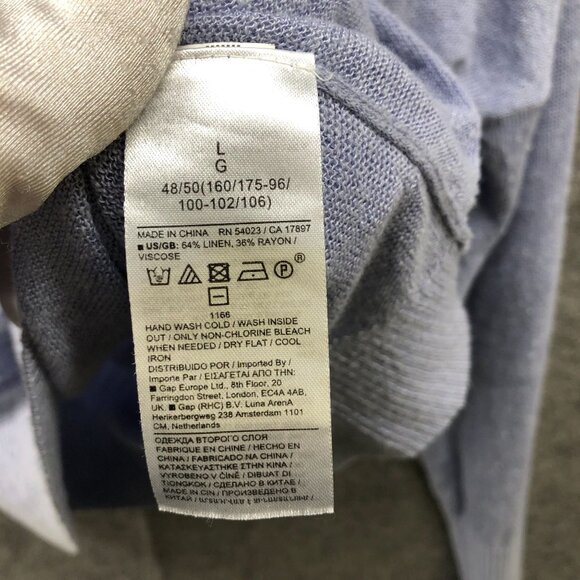 L
G
48/50(160/175-96/
100-102/106)
MADE IN CHINA RN 54023 / CA 17897
■ US/GB: 64% LINEN, 36% RAYON /
VISCOSE
P ®
1166
HAND WASH COLD / WASH INSIDE
OUT / ONLY NON-CHLORINE BLEACH
WHEN NEEDED / DRY FLAT / COOL
IRON
DISTRIBUIDO POR / Imported By /
Importe Par / ΕΙΣΑΓΕΤΑΙ ΑΠΟ ΤΗΝ:
■ Gap Europe Ltd., 8th Floor, 20
Farringdon Street, London, EC4A 4AB,
UK. ■ Gap (RHC) B.V. Luna ArenA
Herikerbergweg 238 Amsterdam 1101
CM, Netherlands
ОДЕЖДА ВТОРОГО СЛОЯ
FABRIQUE EN CHINE / HECHO EN
CHINA / FABRICADO NA CHINA /
ΚΑΤΑΣΚΕΥΑΣΤΗΚΕ ΣΤΗΝ ΚΙΝΑ /
VYROBENO V ČÍNĚ / DIBUAT DI
TIONGKOK / СДЕЛАНО В КИТАЕ /
MADE IN CIN / ПРОИЗВЕДЕНО В
КИТАЙ